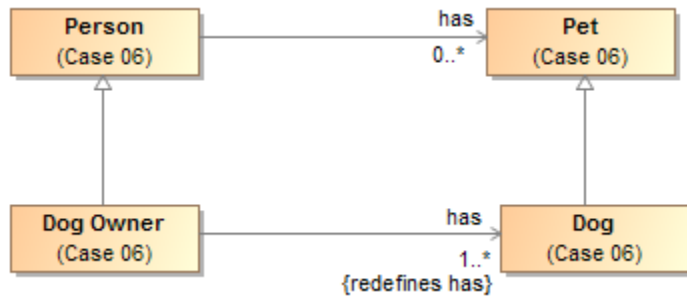 Person
(Case 06)
has
0..*
Pet
(Case 06)
Dog Owner
(Case 06)
has
1..*
{redefines has}
Dog
(Case 06)